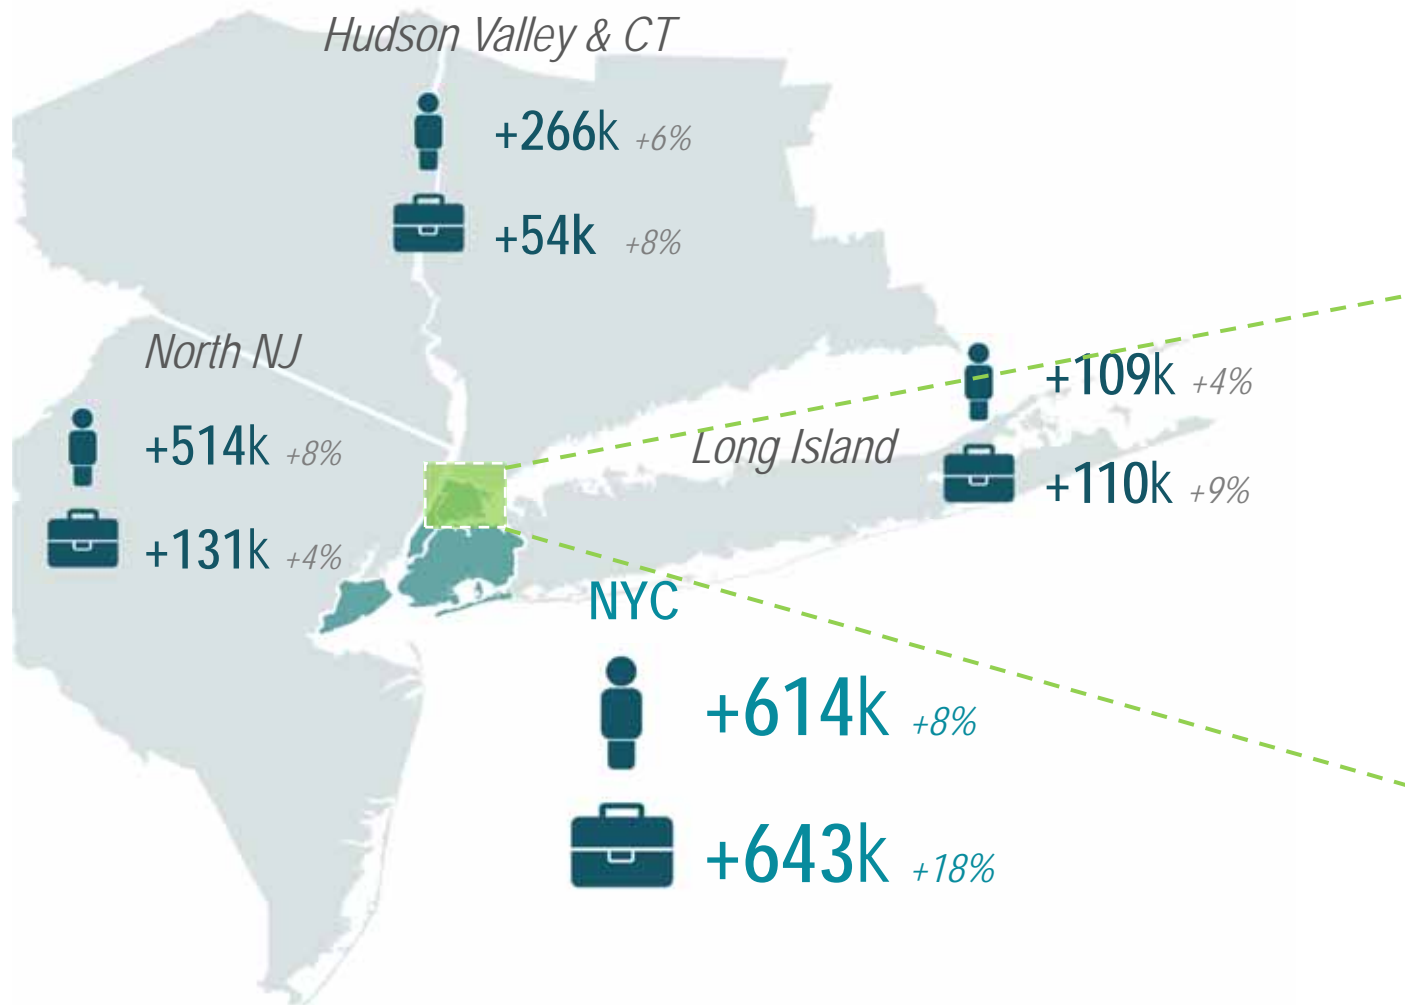 Hudson Valley & CT
+266k +6%
+54k +8%
North NJ
+514k +8%
+131k +4%
Long Island
+109k +4%
+110k +9%
NYC
+614k +8%
+643k +18%